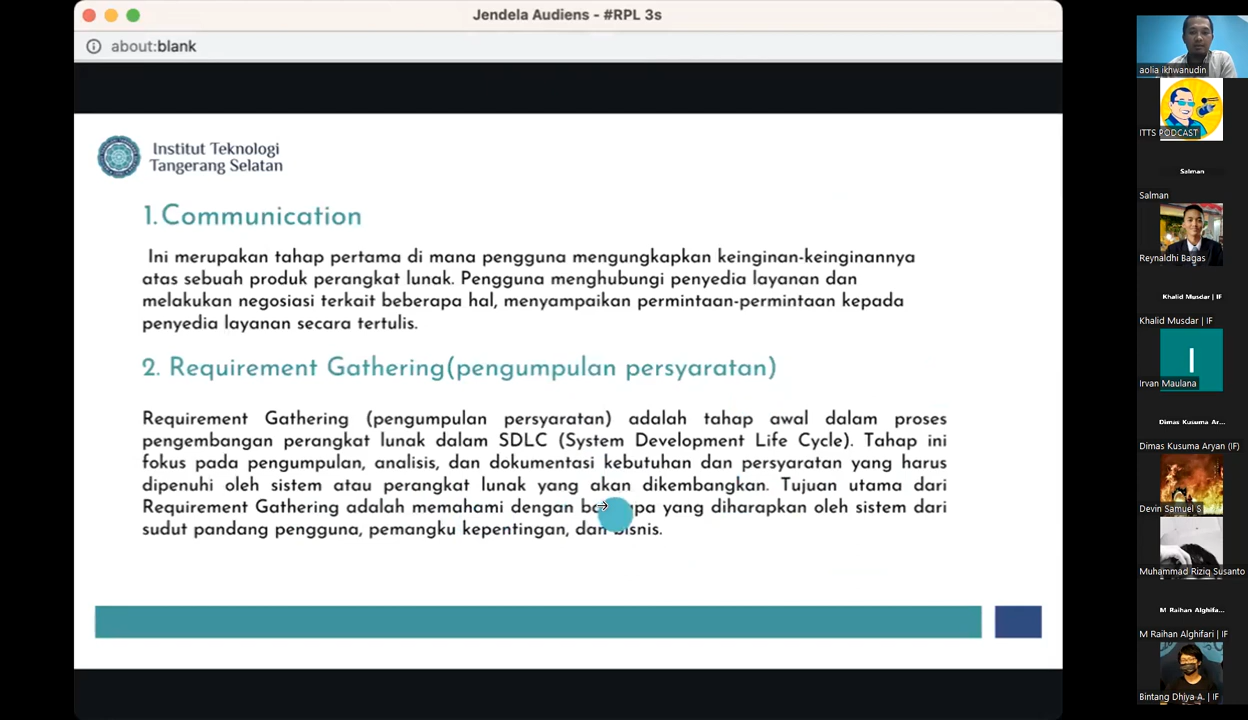 Jendela Audiens - #RPL 3s
about:blank
Institut Teknologi
Tangerang Selatan
1. Communication
Ini merupakan tahap pertama di mana pengguna mengungkapkan keinginan-keinginannya
atas sebuah produk perangkat lunak. Pengguna menghubungi penyedia layanan dan
melakukan negosiasi terkait beberapa hal, menyampaikan permintaan-permintaan kepada
penyedia layanan secara tertulis.
2. Requirement Gathering(pengumpulan persyaratan)
Requirement Gathering (pengumpulan persyaratan) adalah tahap awal dalam proses
pengembangan perangkat lunak dalam SDLC (System Development Life Cycle). Tahap ini
fokus pada pengumpulan, analisis, dan dokumentasi kebutuhan dan persyaratan yang harus
dipenuhi oleh sistem atau perangkat lunak yang akan dikembangkan. Tujuan utama dari
Requirement Gathering adalah memahami dengan yang diharapkan oleh sistem dari
sudut pandang pengguna, pemangku kepentingan, dan bisnis.
aolia ikhwanudin
ITTS PODCAST
Salman
Salman
Reynaldhi Bagas
Khalid Musdar | IF
Khalid Musdar | IF
I
Irvan Maulana
Dimas Kusuma Ar...
Dimas Kusuma Aryan (IF)
Devin Samuel S
Muhammad Riziq Susanto
M Raihan Alghifa...
M Raihan Alghifari | IF
Bintang Dhiya A. | IF